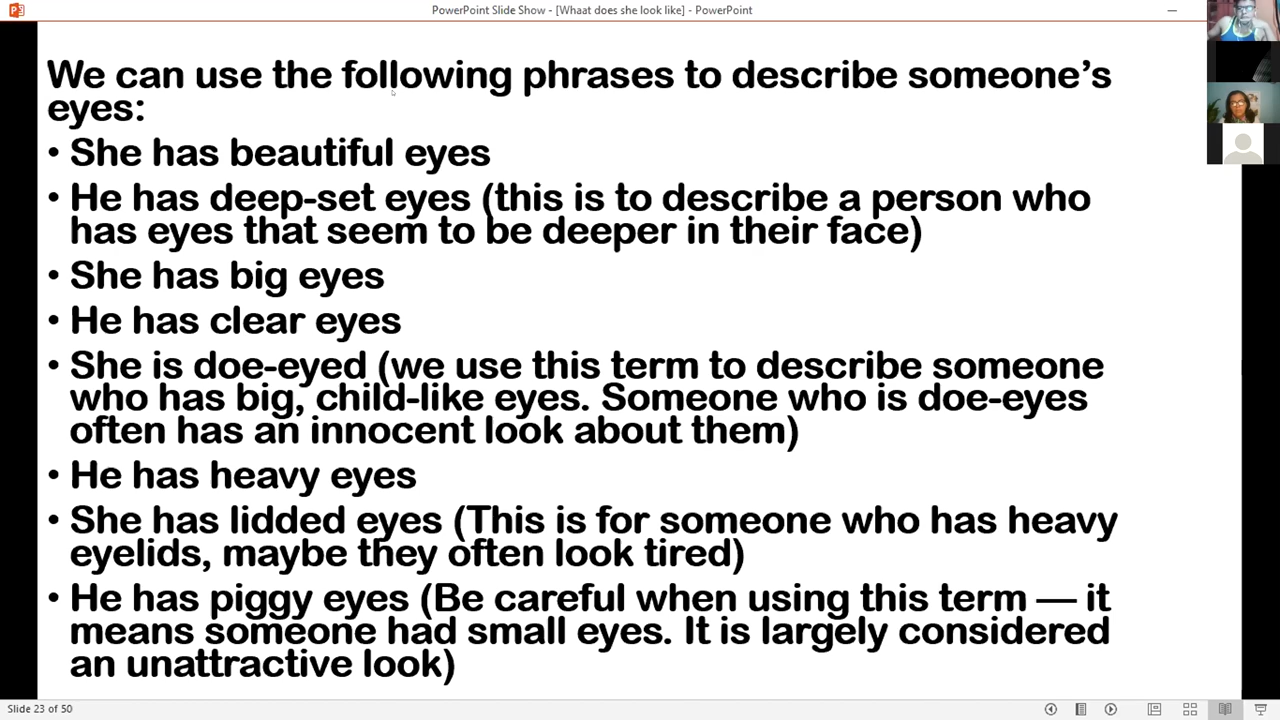 PowerPoint Slide Show - [Whaat does she look like] - PowerPoint
We can use the following phrases to describe someone’s
eyes:
• She has beautiful eyes
• He has deep-set eyes (this is to describe a person who
has eyes that seem to be deeper in their face)
• She has big eyes
• He has clear eyes
• She is doe-eyed (we use this term to describe someone
who has big, child-like eyes. Someone who is doe-eyes
often has an innocent look about them)
• He has heavy eyes
• She has lidded eyes (This is for someone who has heavy
eyelids, maybe they often look tired)
• He has piggy eyes (Be careful when using this term — it
means someone had small eyes. It is largely considered
an unattractive look)
Slide 23 of 50